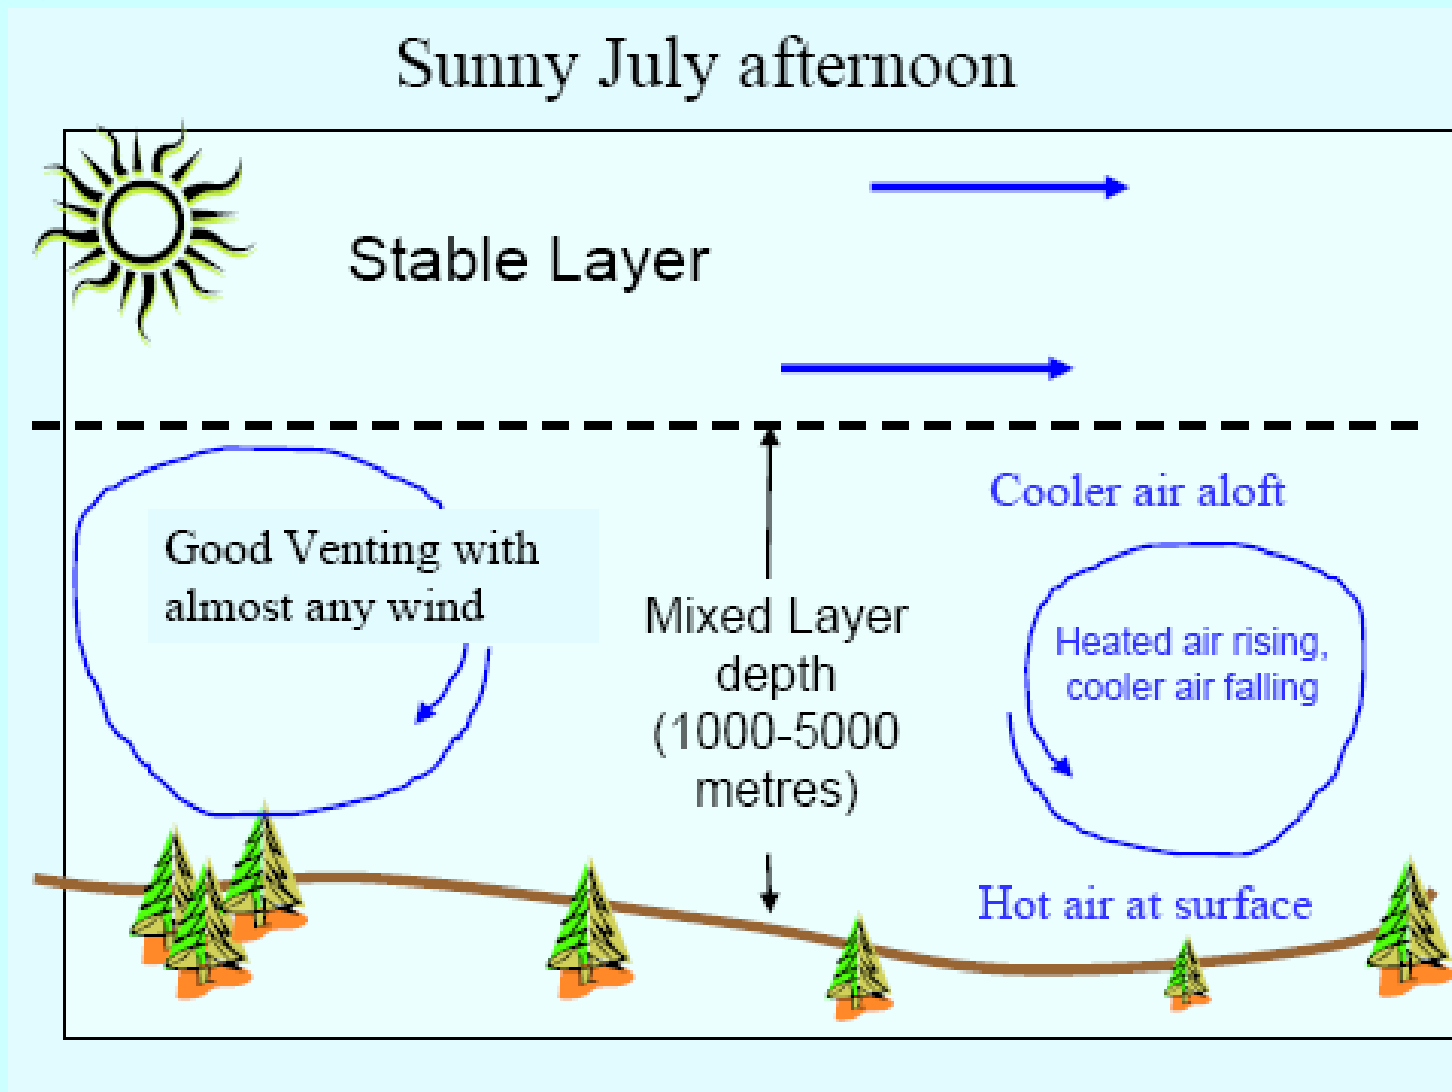 Sunny July afternoon
Stable Layer
Good Venting with
almost any wind
Mixed Layer
depth
(1000-5000
metres)
Cooler air aloft
Heated air rising,
cooler air falling
Hot air at surface